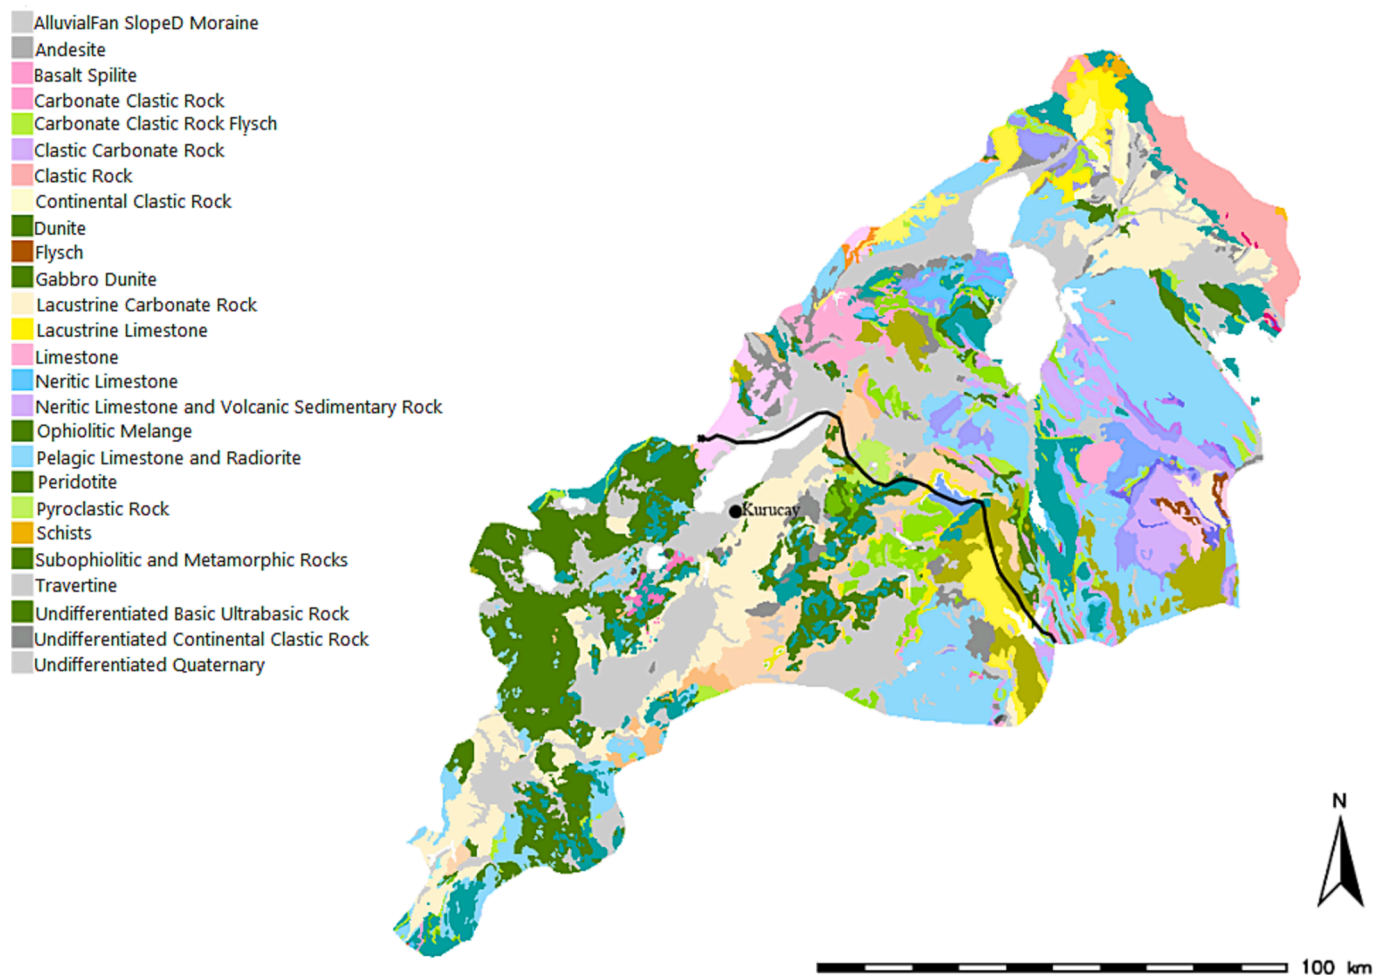 AlluvialFan SlopeD Moraine
Andesite
Basalt Spilite
Carbonate Clastic Rock
Carbonate Clastic Rock Flysch
Clastic Carbonate Rock
Clastic Rock
Continental Clastic Rock
Dunite
Flysch
Gabbro Dunite
Lacustrine Carbonate Rock
Lacustrine Limestone
Limestone
Neritic Limestone
Neritic Limestone and Volcanic Sedimentary Rock
Ophiolitic Melange
Pelagic Limestone and Radiorite
Peridotite
Pyroclastic Rock
Schists
Subophiolitic and Metamorphic Rocks
Travertine
Undifferentiated Basic Ultrabasic Rock
Undifferentiated Continental Clastic Rock
Undifferentiated Quaternary
Kurucay
N
100 km